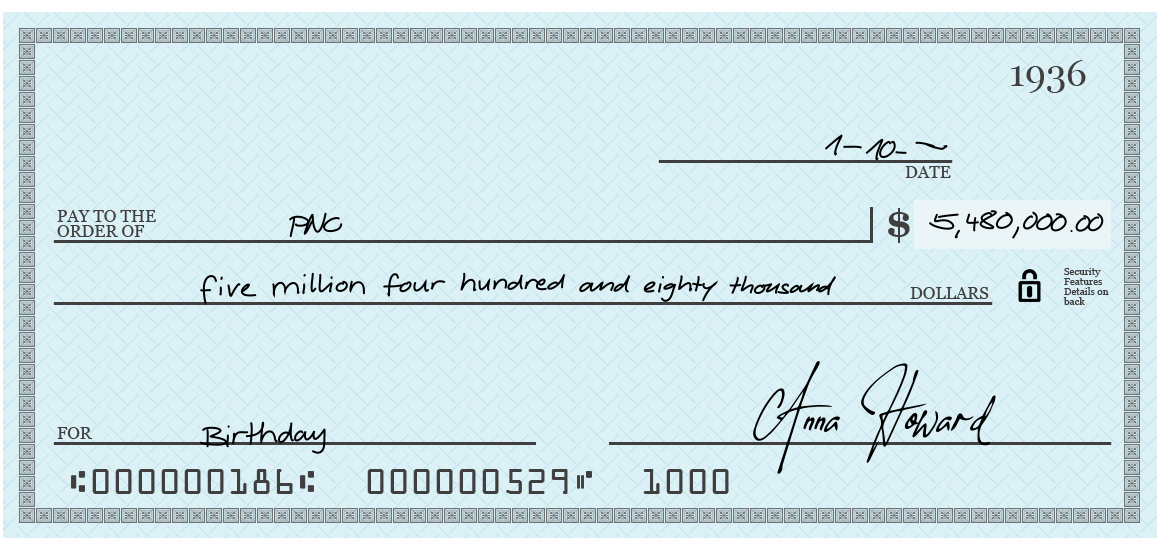 1936
1-10-
DATE
PAY TO THE
ORDER OF PNC $ 5,480,000.00
five million four hundred and eighty thousand DOLLARS
Security
Features
Details on
back
FOR Birthday Anna Howard
⑆000000186⑆ 000000529⑈ 1000